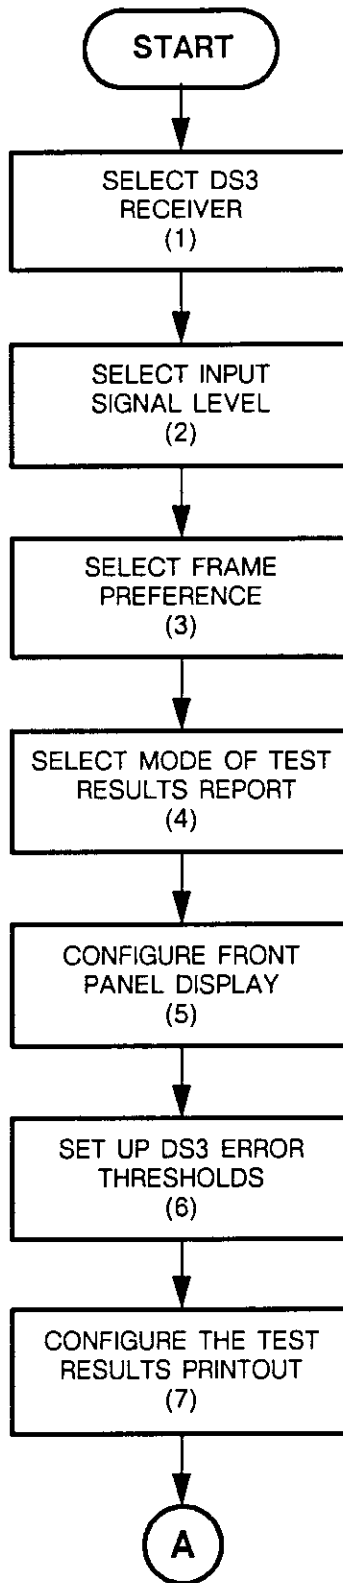 START
SELECT DS3
RECEIVER
(1)
SELECT INPUT
SIGNAL LEVEL
(2)
SELECT FRAME
PREFERENCE
(3)
SELECT MODE OF TEST
RESULTS REPORT
(4)
CONFIGURE FRONT
PANEL DISPLAY
(5)
SET UP DS3 ERROR
THRESHOLDS
(6)
CONFIGURE THE TEST
RESULTS PRINTOUT
(7)
A